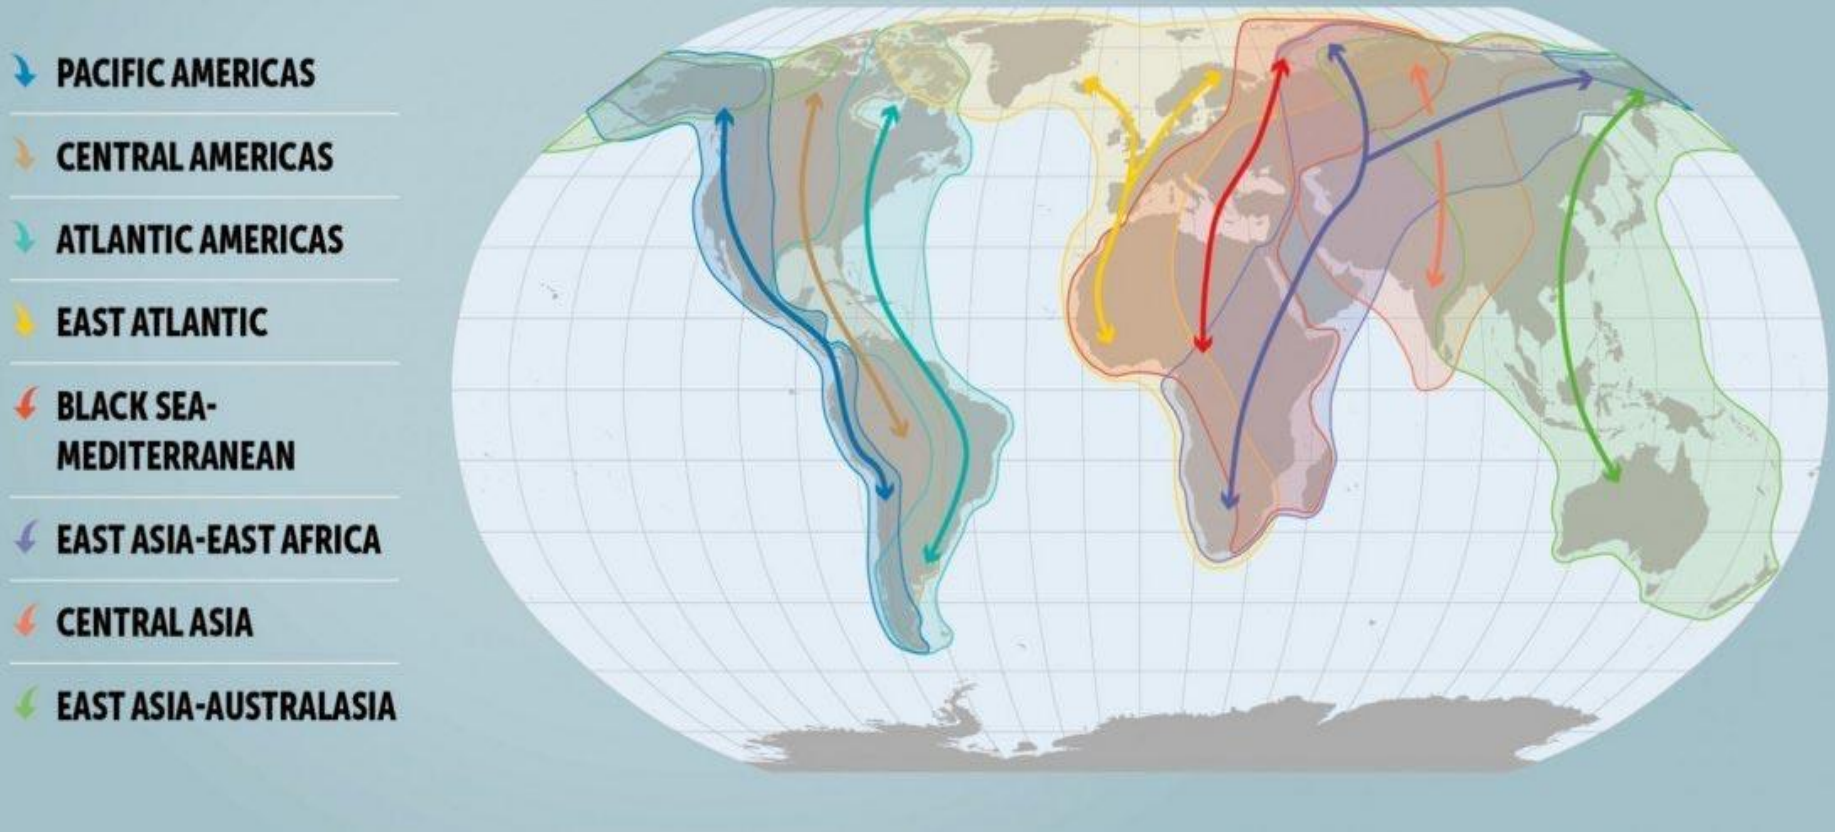 PACIFIC AMERICAS
CENTRAL AMERICAS
ATLANTIC AMERICAS
EAST ATLANTIC
BLACK SEA-
MEDITERRANEAN
EAST ASIA-EAST AFRICA
CENTRAL ASIA
EAST ASIA-AUSTRALASIA